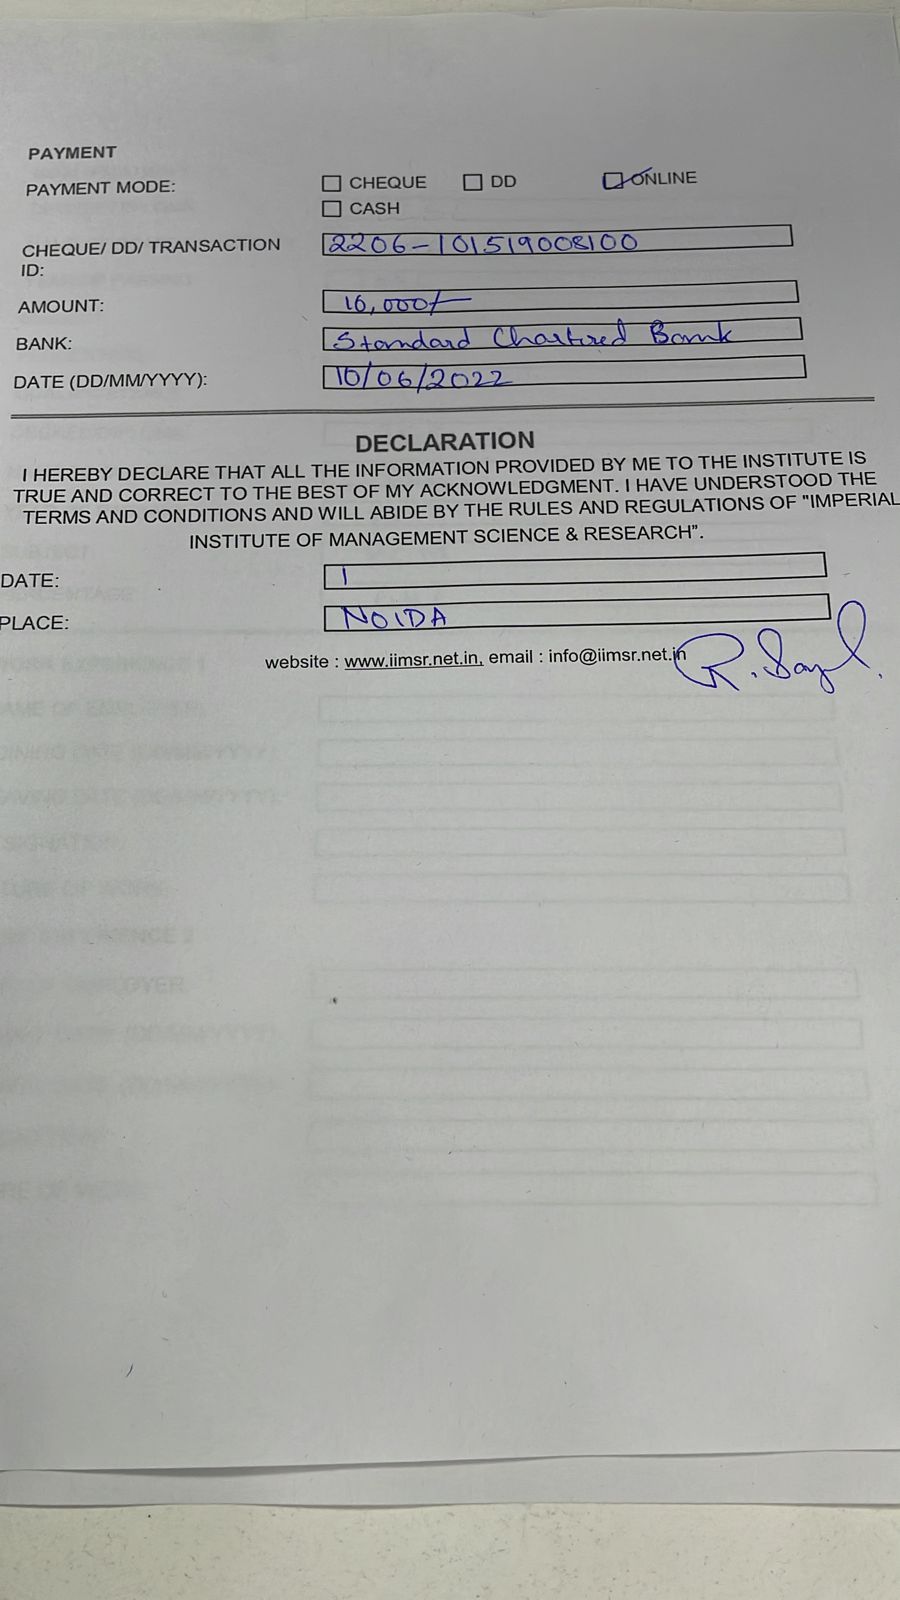 PAYMENT
PAYMENT MODE: ☐ CHEQUE ☐ DD ☑ ONLINE
☐ CASH
CHEQUE/ DD/ TRANSACTION 2206-101519008100
ID:
AMOUNT: 16,000/-
BANK: Standard Chartired Bank
DATE (DD/MM/YYYY): 10/06/2022
DECLARATION
I HEREBY DECLARE THAT ALL THE INFORMATION PROVIDED BY ME TO THE INSTITUTE IS
TRUE AND CORRECT TO THE BEST OF MY ACKNOWLEDGMENT. I HAVE UNDERSTOOD THE
TERMS AND CONDITIONS AND WILL ABIDE BY THE RULES AND REGULATIONS OF "IMPERIAL
INSTITUTE OF MANAGEMENT SCIENCE & RESEARCH".
DATE: 1
PLACE: NOIDA
website : www.iimsr.net.in, email : info@iimsr.net.in